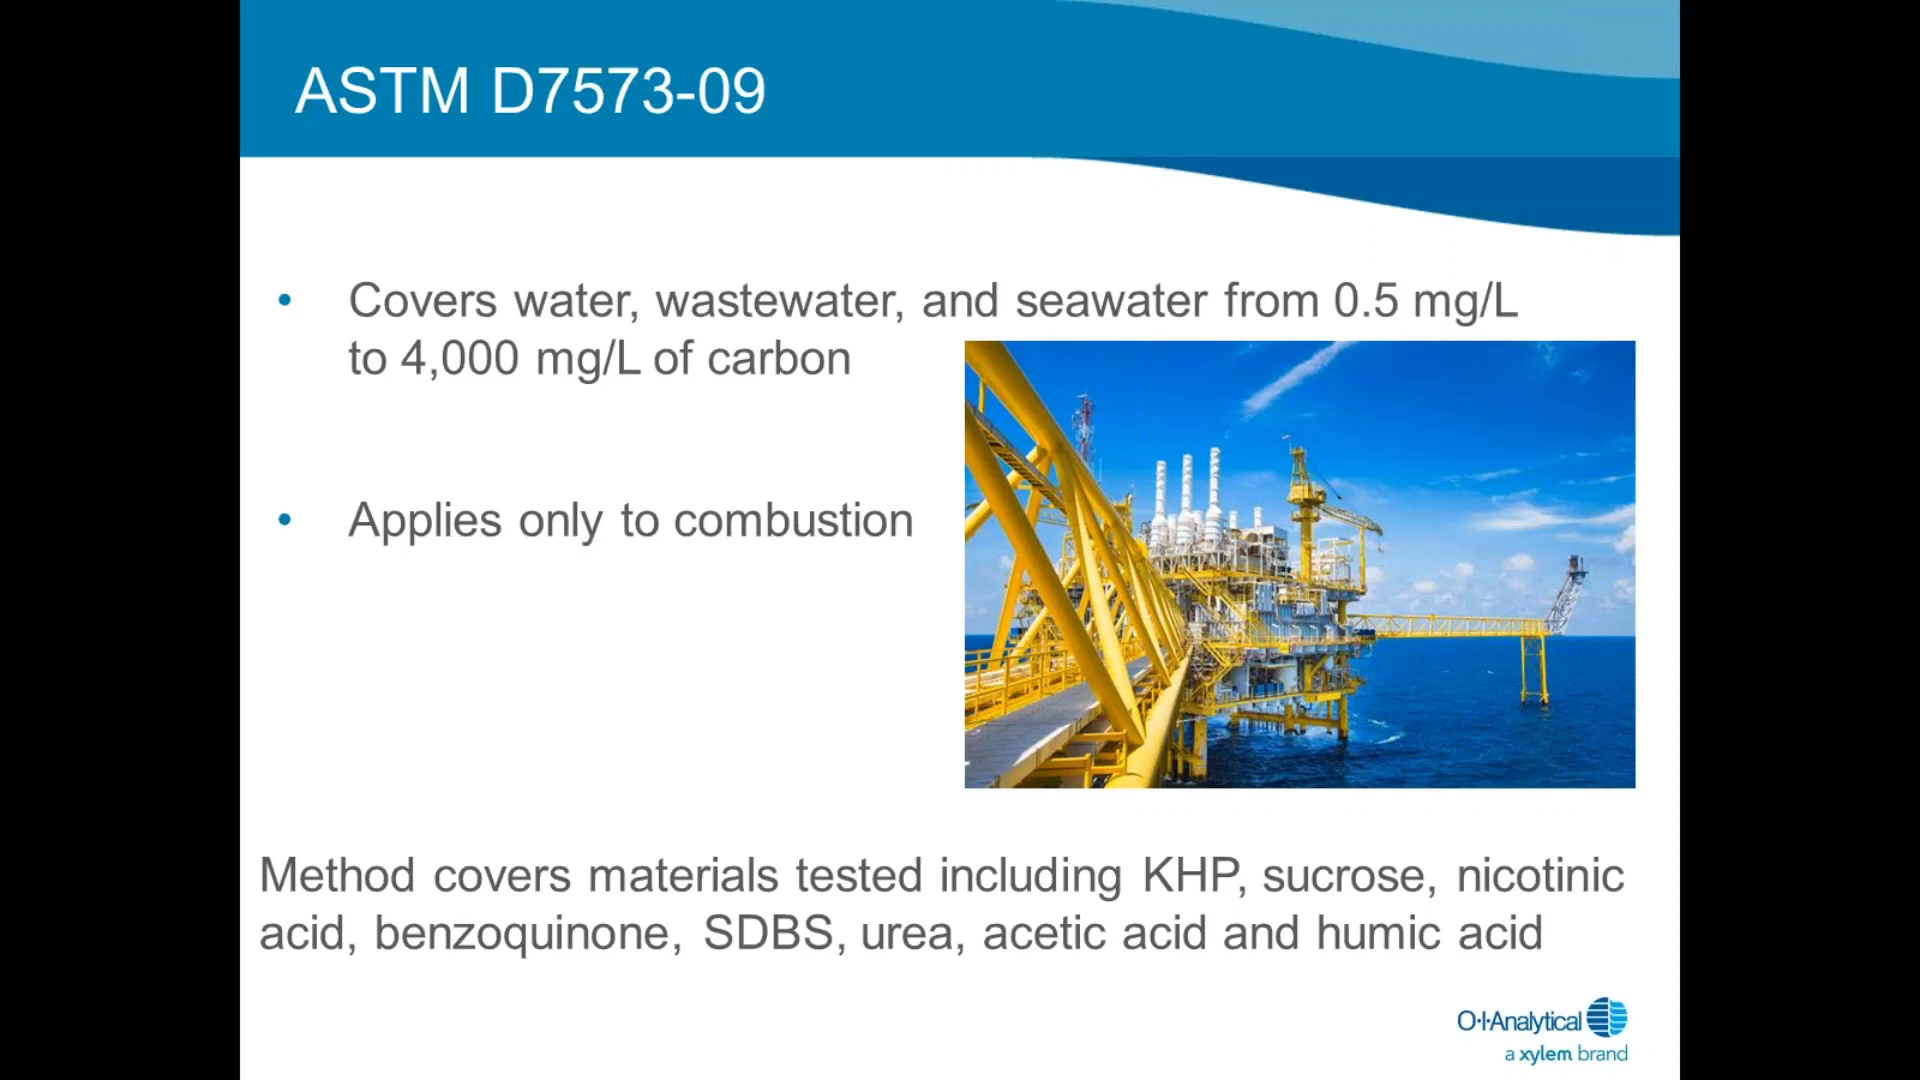 ASTM D7573-09
• Covers water, wastewater, and seawater from 0.5 mg/L
to 4,000 mg/L of carbon
• Applies only to combustion
Method covers materials tested including KHP, sucrose, nicotinic
acid, benzoquinone, SDBS, urea, acetic acid and humic acid
O·I·Analytical
a xylem brand